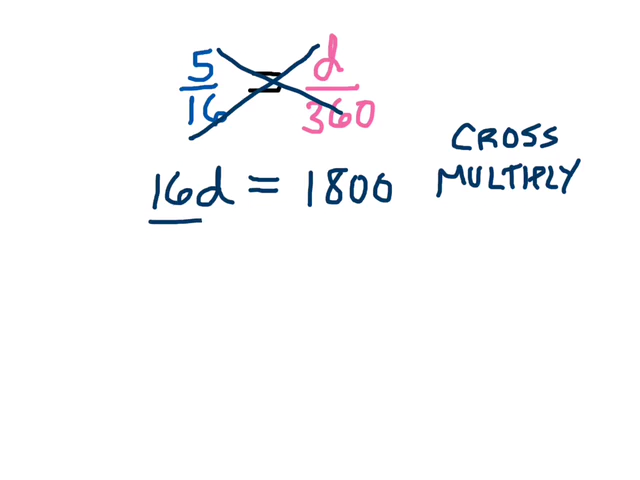 5/16 = d/360
CROSS
MULTIPLY
16d = 1800